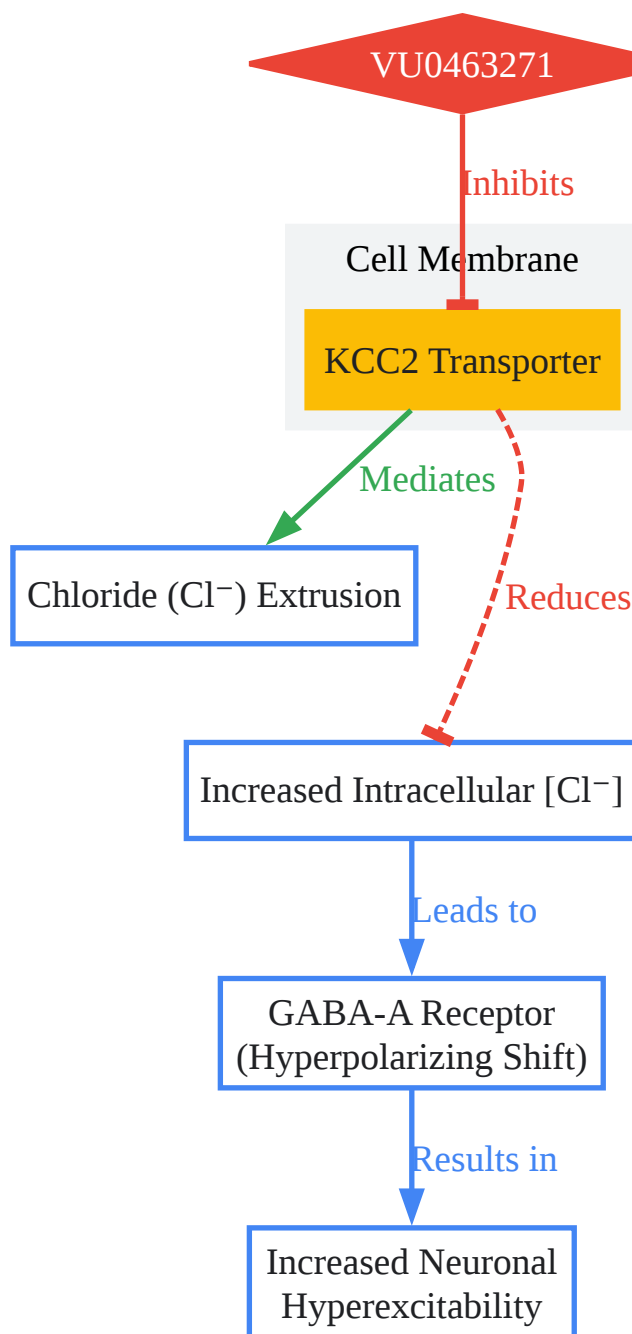 VU0463271
Inhibits
Cell Membrane
KCC2 Transporter
Mediates
Chloride (Cl⁻) Extrusion
Reduces
Increased Intracellular [Cl⁻]
Leads to
GABA-A Receptor
(Hyperpolarizing Shift)
Results in
Increased Neuronal
Hyperexcitability